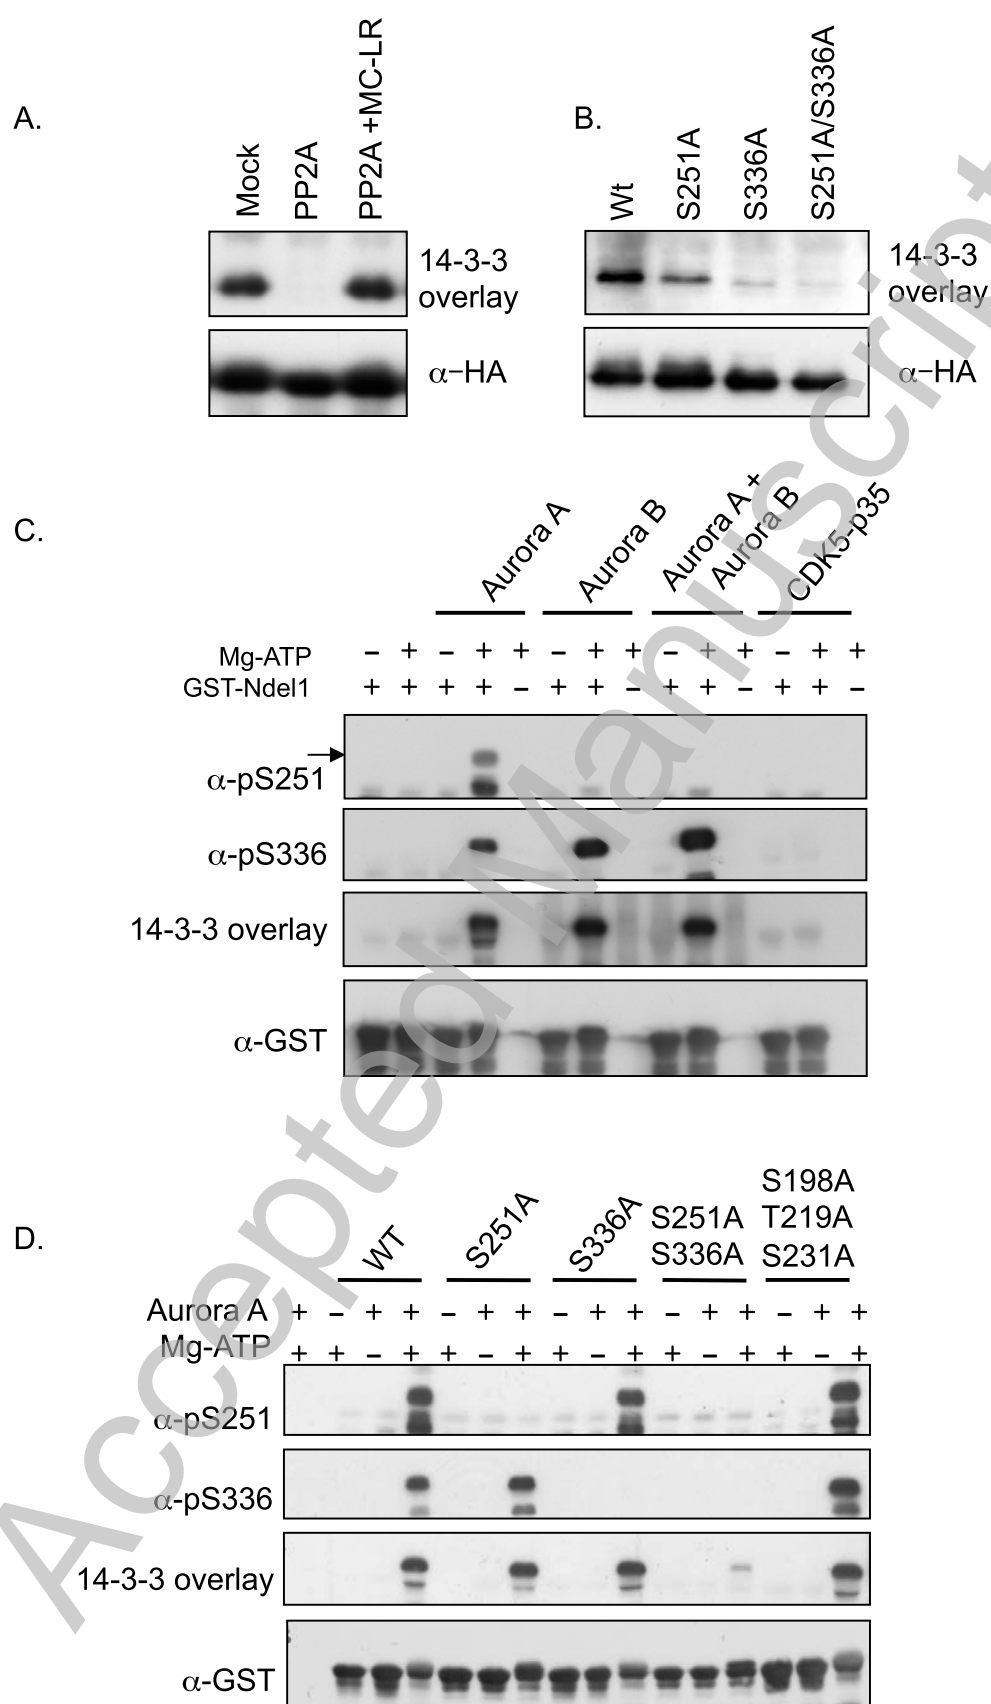 A.
Mock
PP2A
PP2A +MC-LR
14-3-3
overlay
α–HA
B.
Wt
S251A
S336A
S251A/S336A
14-3-3
overlay
α–HA
C.
Aurora A
Aurora B
Aurora A +
Aurora B
CDK5-p35
Mg-ATP – + – + + – + + – + + – + +
GST-Ndel1 + + + + – + + – + + – + + –
α-pS251
α-pS336
14-3-3 overlay
α-GST
D.
WT
S251A
S336A
S251A
S336A
S198A
T219A
S231A
Aurora A + – + + – + + – + + – + + – + +
Mg-ATP + + – + + – + + – + + – + + – +
α-pS251
α-pS336
14-3-3 overlay
α-GST
Accepted Manuscript